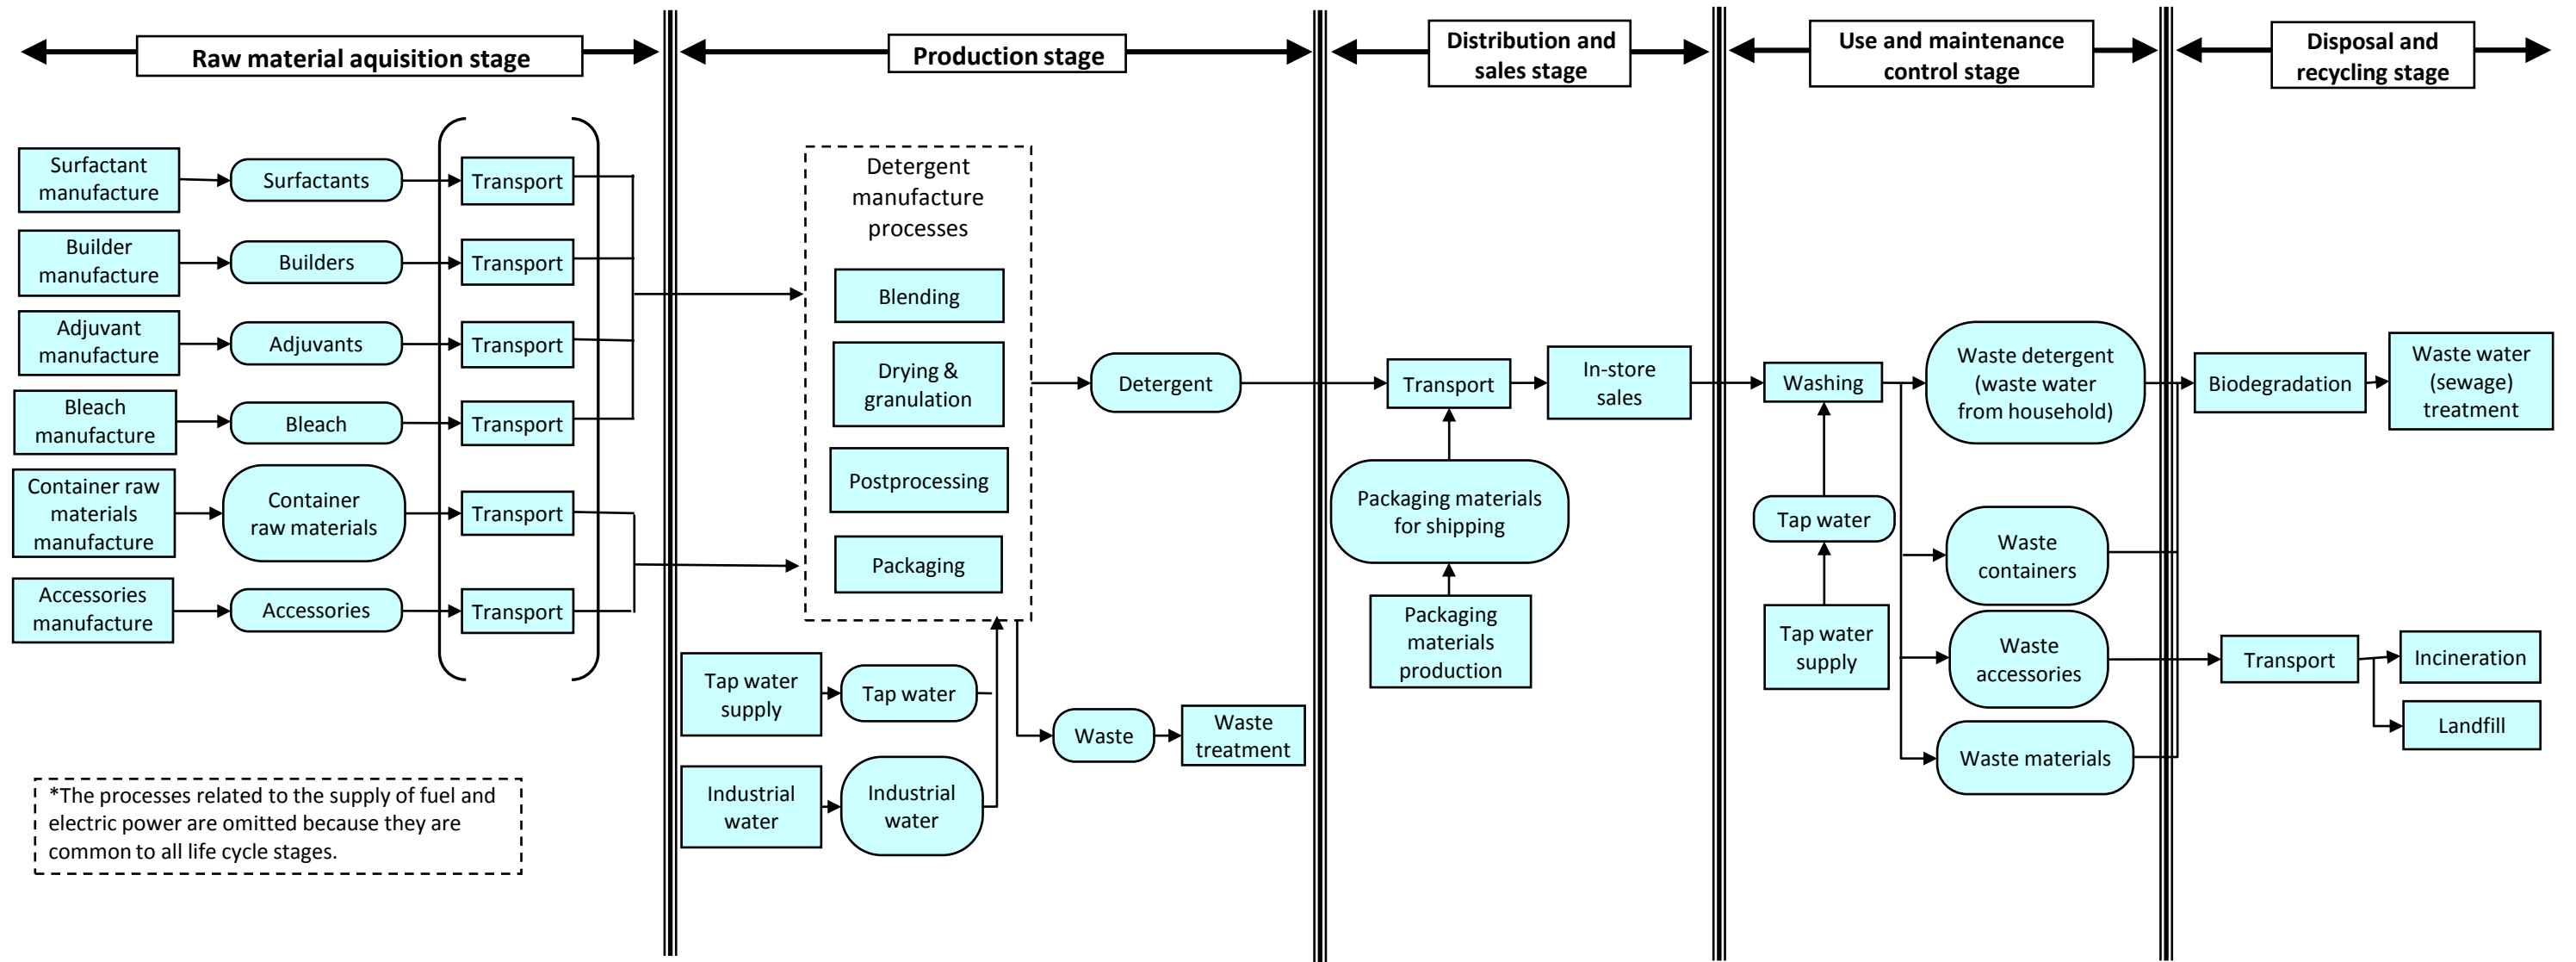 Raw material aquisition stage
Production stage
Distribution and
sales stage
Use and maintenance
control stage
Disposal and
recycling stage
Surfactant
manufacture
Surfactants
Transport
Builder
manufacture
Builders
Transport
Adjuvant
manufacture
Adjuvants
Transport
Bleach
manufacture
Bleach
Transport
Container raw
materials
manufacture
Container
raw materials
Transport
Accessories
manufacture
Accessories
Transport
*The processes related to the supply of fuel and
electric power are omitted because they are
common to all life cycle stages.
Detergent
manufacture
processes
Blending
Drying &
granulation
Postprocessing
Packaging
Tap water
supply
Tap water
Industrial
water
Industrial
water
Detergent
Waste
Waste
treatment
Transport
In-store
sales
Packaging materials
for shipping
Packaging
materials
production
Washing
Tap water
Tap water
supply
Waste detergent
(waste water
from household)
Waste
containers
Waste
accessories
Waste materials
Biodegradation
Waste water
(sewage)
treatment
Transport
Incineration
Landfill